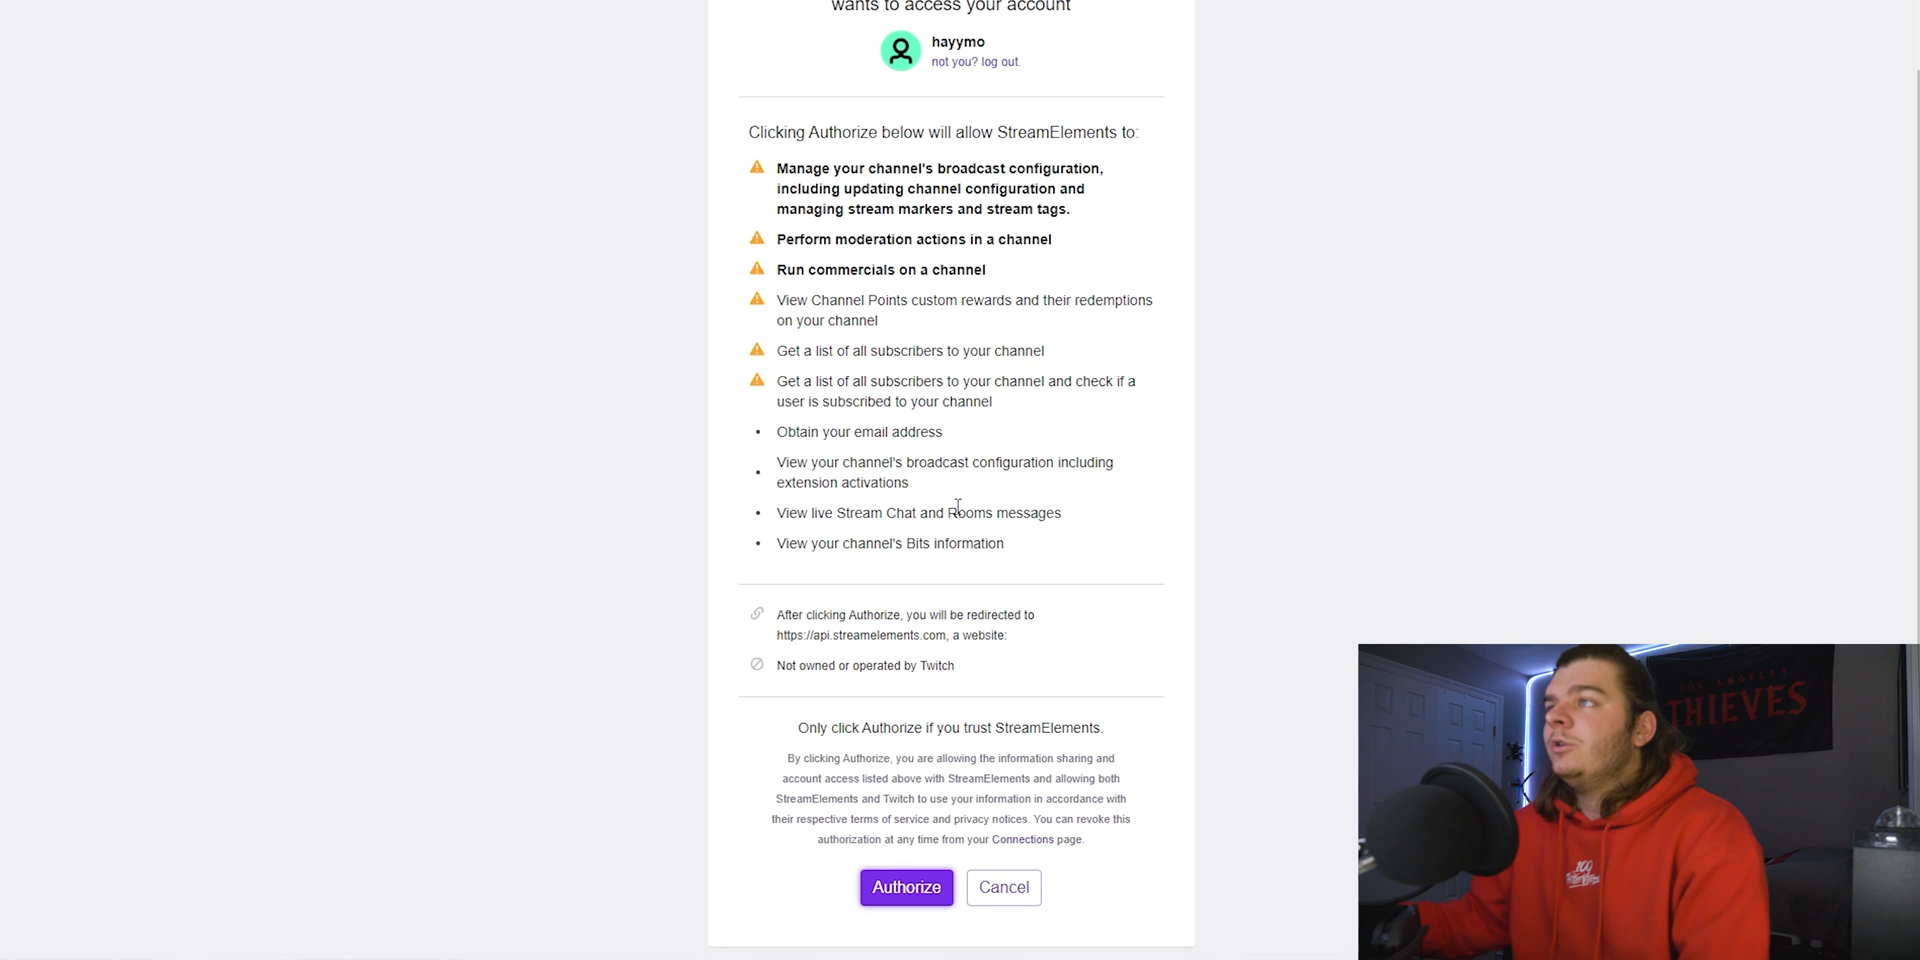 wants to access your account
hayymo
not you? log out.
Clicking Authorize below will allow StreamElements to:
Manage your channel's broadcast configuration,
including updating channel configuration and
managing stream markers and stream tags.
Perform moderation actions in a channel
Run commercials on a channel
View Channel Points custom rewards and their redemptions
on your channel
Get a list of all subscribers to your channel
Get a list of all subscribers to your channel and check if a
user is subscribed to your channel
• Obtain your email address
• View your channel's broadcast configuration including
extension activations
• View live Stream Chat and Rooms messages
• View your channel's Bits information
After clicking Authorize, you will be redirected to
https://api.streamelements.com, a website:
Not owned or operated by Twitch
Only click Authorize if you trust StreamElements.
By clicking Authorize, you are allowing the information sharing and
account access listed above with StreamElements and allowing both
StreamElements and Twitch to use your information in accordance with
their respective terms of service and privacy notices. You can revoke this
authorization at any time from your Connections page.
Authorize Cancel
LOS ANGELES
THIEVES
100